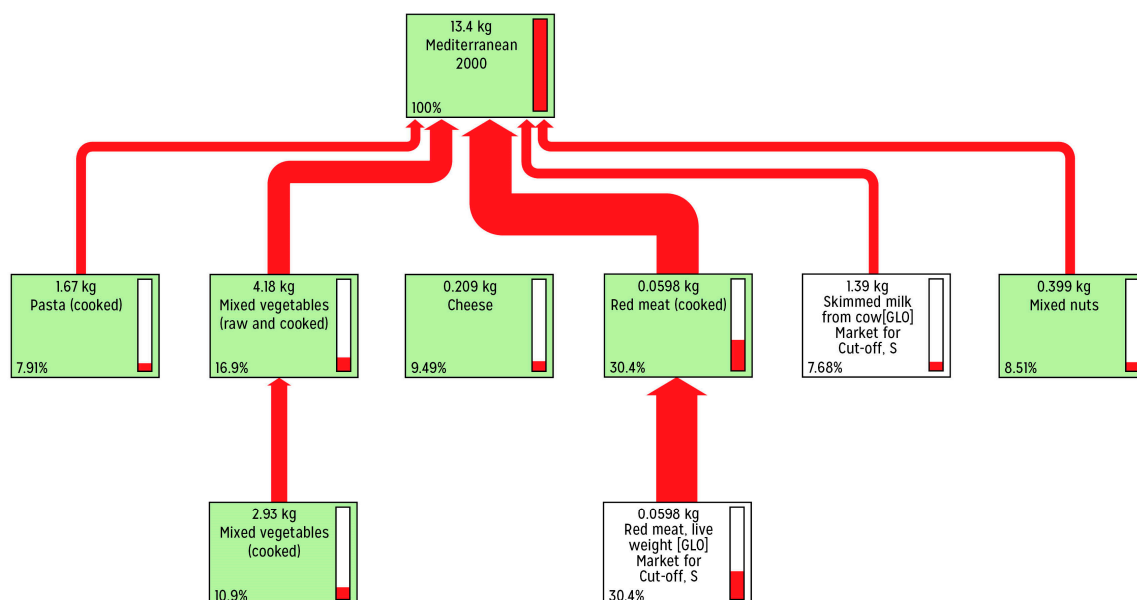 13.4 kg
Mediterranean
2000
100%
1.67 kg
Pasta (cooked)
7.91%
4.18 kg
Mixed vegetables
(raw and cooked)
16.9%
0.209 kg
Cheese
9.49%
0.0598 kg
Red meat (cooked)
30.4%
1.39 kg
Skimmed milk
from cow[GLO]
Market for
Cut-off, S
7.68%
0.399 kg
Mixed nuts
8.51%
2.93 kg
Mixed vegetables
(cooked)
10.9%
0.0598 kg
Red meat, live
weight [GLO]
Market for
Cut-off, S
30.4%